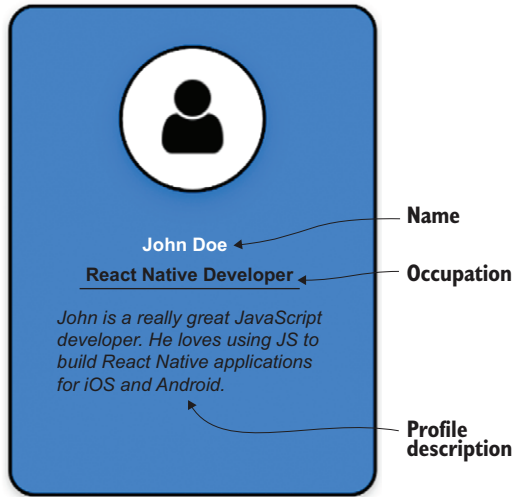 John Doe
React Native Developer
John is a really great JavaScript
developer. He loves using JS to
build React Native applications
for iOS and Android.
Name
Occupation
Profile
description